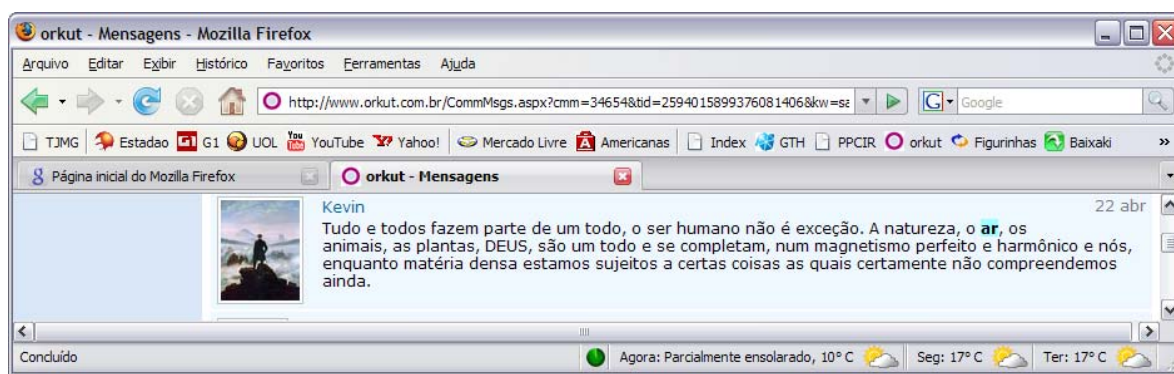 orkut - Mensagens - Mozilla Firefox
Arquivo Editar Exibir Histórico Favoritos Ferramentas Ajuda
http://www.orkut.com.br/CommMsgs.aspx?cmm=34654&tid=2594015899376081406&kw=sa G Google
TJMG Estadao G1 UOL You Tube YouTube Y! Yahoo! Mercado Livre A Americanas Index GTH PPCIR orkut Figurinhas Baixaki »
g Página inicial do Mozilla Firefox orkut - Mensagens
Kevin 22 abr
Tudo e todos fazem parte de um todo, o ser humano não é exceção. A natureza, o ar, os
animais, as plantas, DEUS, são um todo e se completam, num magnetismo perfeito e harmônico e nós,
enquanto matéria densa estamos sujeitos a certas coisas as quais certamente não compreendemos
ainda.
Concluído Agora: Parcialmente ensolarado, 10° C Seg: 17° C Ter: 17° C